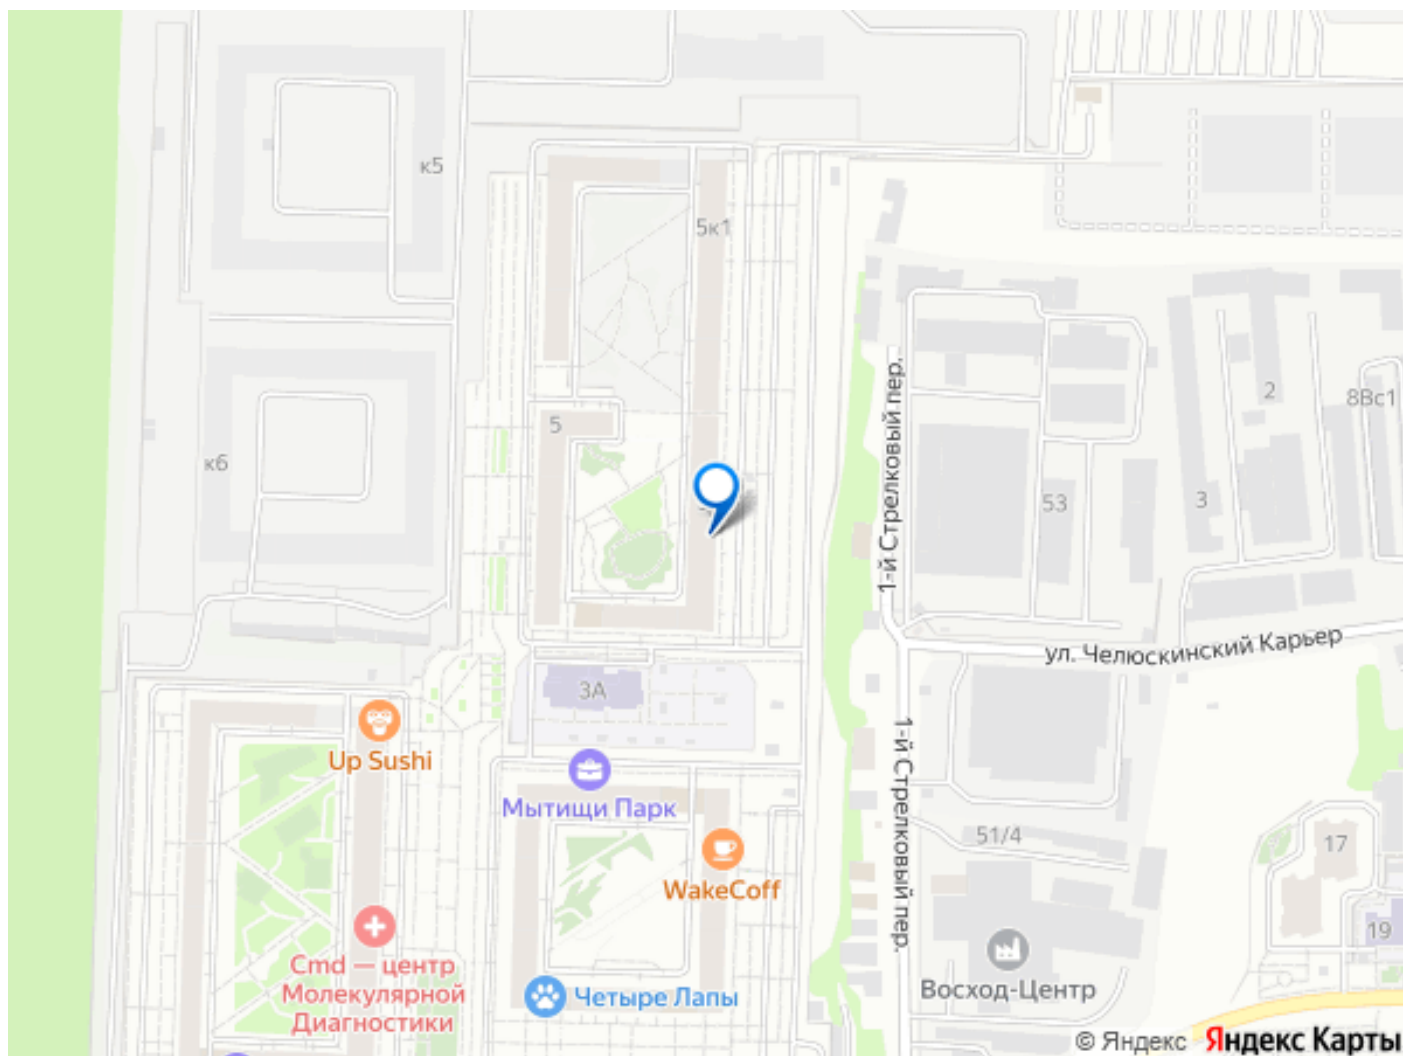 к5
5к1
5
к6
1-й Стрелковый пер.
2
8Вс1
53
3
ул. Челюскинский Карьер
3А
Up Sushi
Мытищи Парк
1-й Стрелковый пер.
51/4
17
WakeCoff
19
Cmd — центр
Молекулярной
Диагностики
Четыре Лапы
Восход-Центр
© Яндекс Яндекс Карты